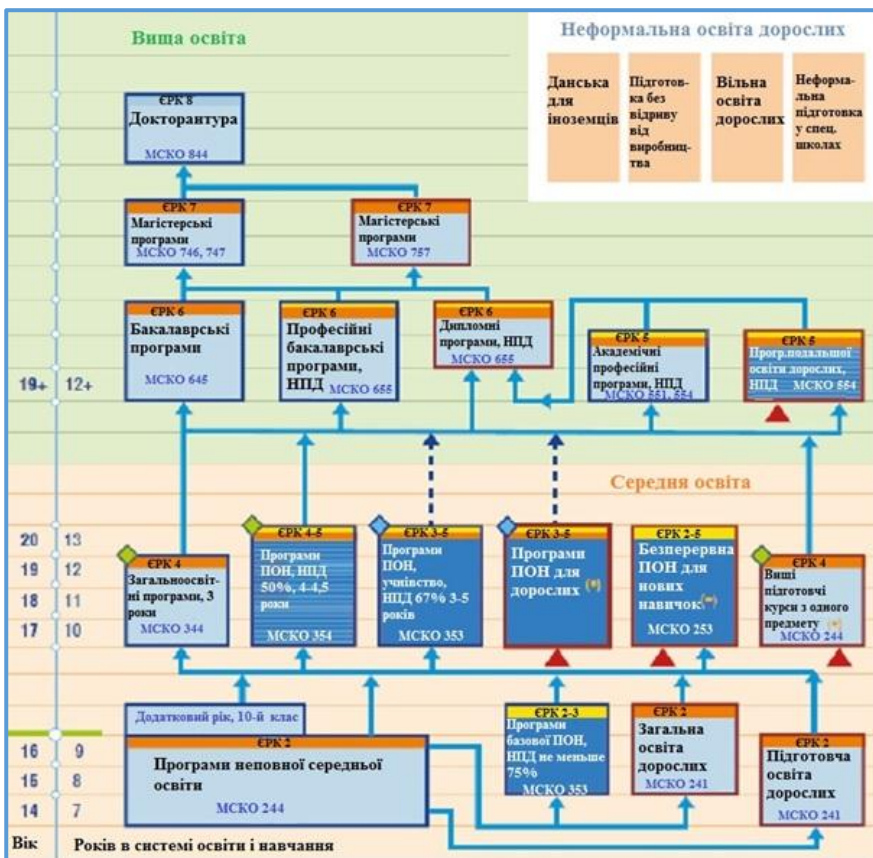 Вища освіта
Неформальна освіта дорослих
Данська
для
іноземців
Підготов-
ка без
відриву
від
виробниц-
тва
Вільна
освіта
дорослих
Неформа-
льна
підготовка
у спец.
школах
ЄРК 8
Докторантура
МСКО 844
ЄРК 7
Магістерські
програми
МСКО 746, 747
ЄРК 7
Магістерські
програми
МСКО 757
ЄРК 6
Бакалаврські
програми
МСКО 645
ЄРК 6
Професійні
бакалаврські
програми,
НПД
МСКО 655
ЄРК 6
Дипломні
програми, НПД
МСКО 655
ЄРК 5
Академічні
професійні
програми, НПД
МСКО 551, 554
ЄРК 5
Прогр.подальшої
освіти дорослих,
НПД МСКО 554
19+ 12+
Середня освіта
20 13
19 12
18 11
17 10
ЄРК 4
Загальноосвіт-
ні програми, 3
роки
МСКО 344
ЄРК 4-5
Програми
ПОН, НПД
50%, 4-4,5
роки
МСКО 354
ЄРК 3-5
Програми
ПОН,
учнівство,
НПД 67% 3-5
років
МСКО 353
ЄРК 3-5
Програми
ПОН для
дорослих (*)
ЄРК 2-5
Безперервна
ПОН для
нових
навичок(*)
МСКО 253
ЄРК 4
Вищі
підготовчі
курси з одного
предмету (*)
МСКО 244
Додатковий рік, 10-й клас
ЄРК 2
Програми неповної середньої
освіти
МСКО 244
ЄРК 2-3
Програми
базової ПОН,
НПД не меньше
75%
МСКО 353
ЄРК 2
Загальна
освіта
дорослих
МСКО 241
ЄРК 2
Підготовча
освіта
дорослих
МСКО 241
16 9
15 8
14 7
Вік Років в системі освіти і навчання